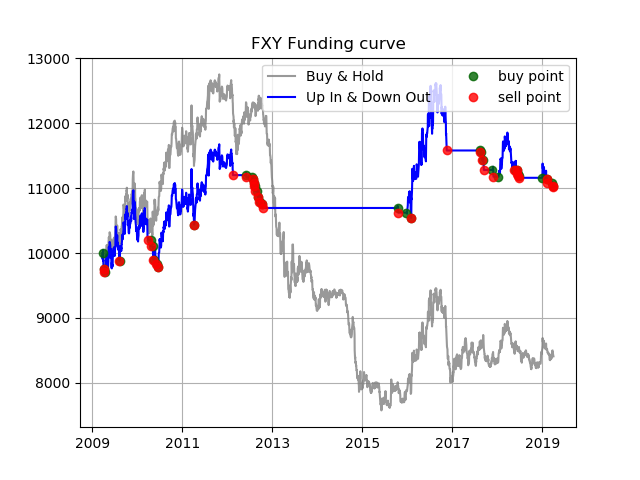 FXY Funding curve
13000
12000
11000
10000
9000
8000
Buy & Hold
Up In & Down Out
buy point
sell point
2009 2011 2013 2015 2017 2019